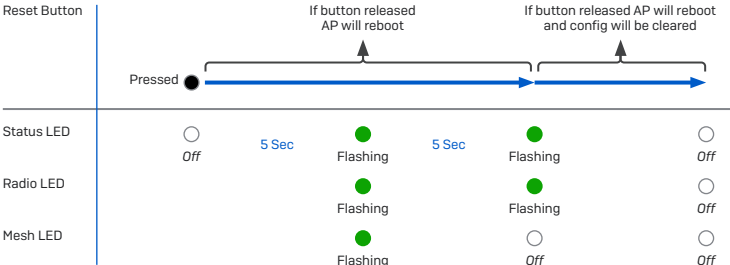 Reset Button
If button released
AP will reboot
If button released AP will reboot
and config will be cleared
Pressed
Status LED
Off
5 Sec
Flashing
5 Sec
Flashing
Off
Radio LED
Flashing
Flashing
Off
Mesh LED
Flashing
Off
Off